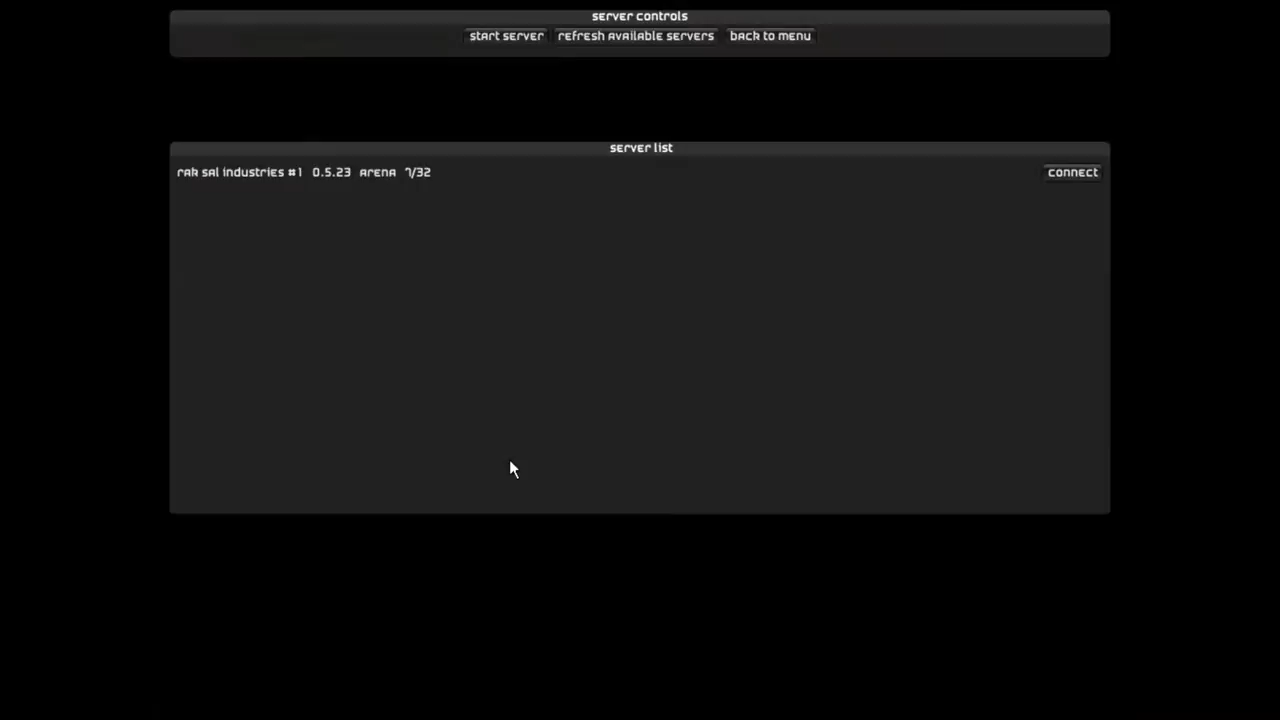 server controls
start server refresh available servers back to menu
server list
rak sal industries #1 0.5.23 arena 7/32 connect